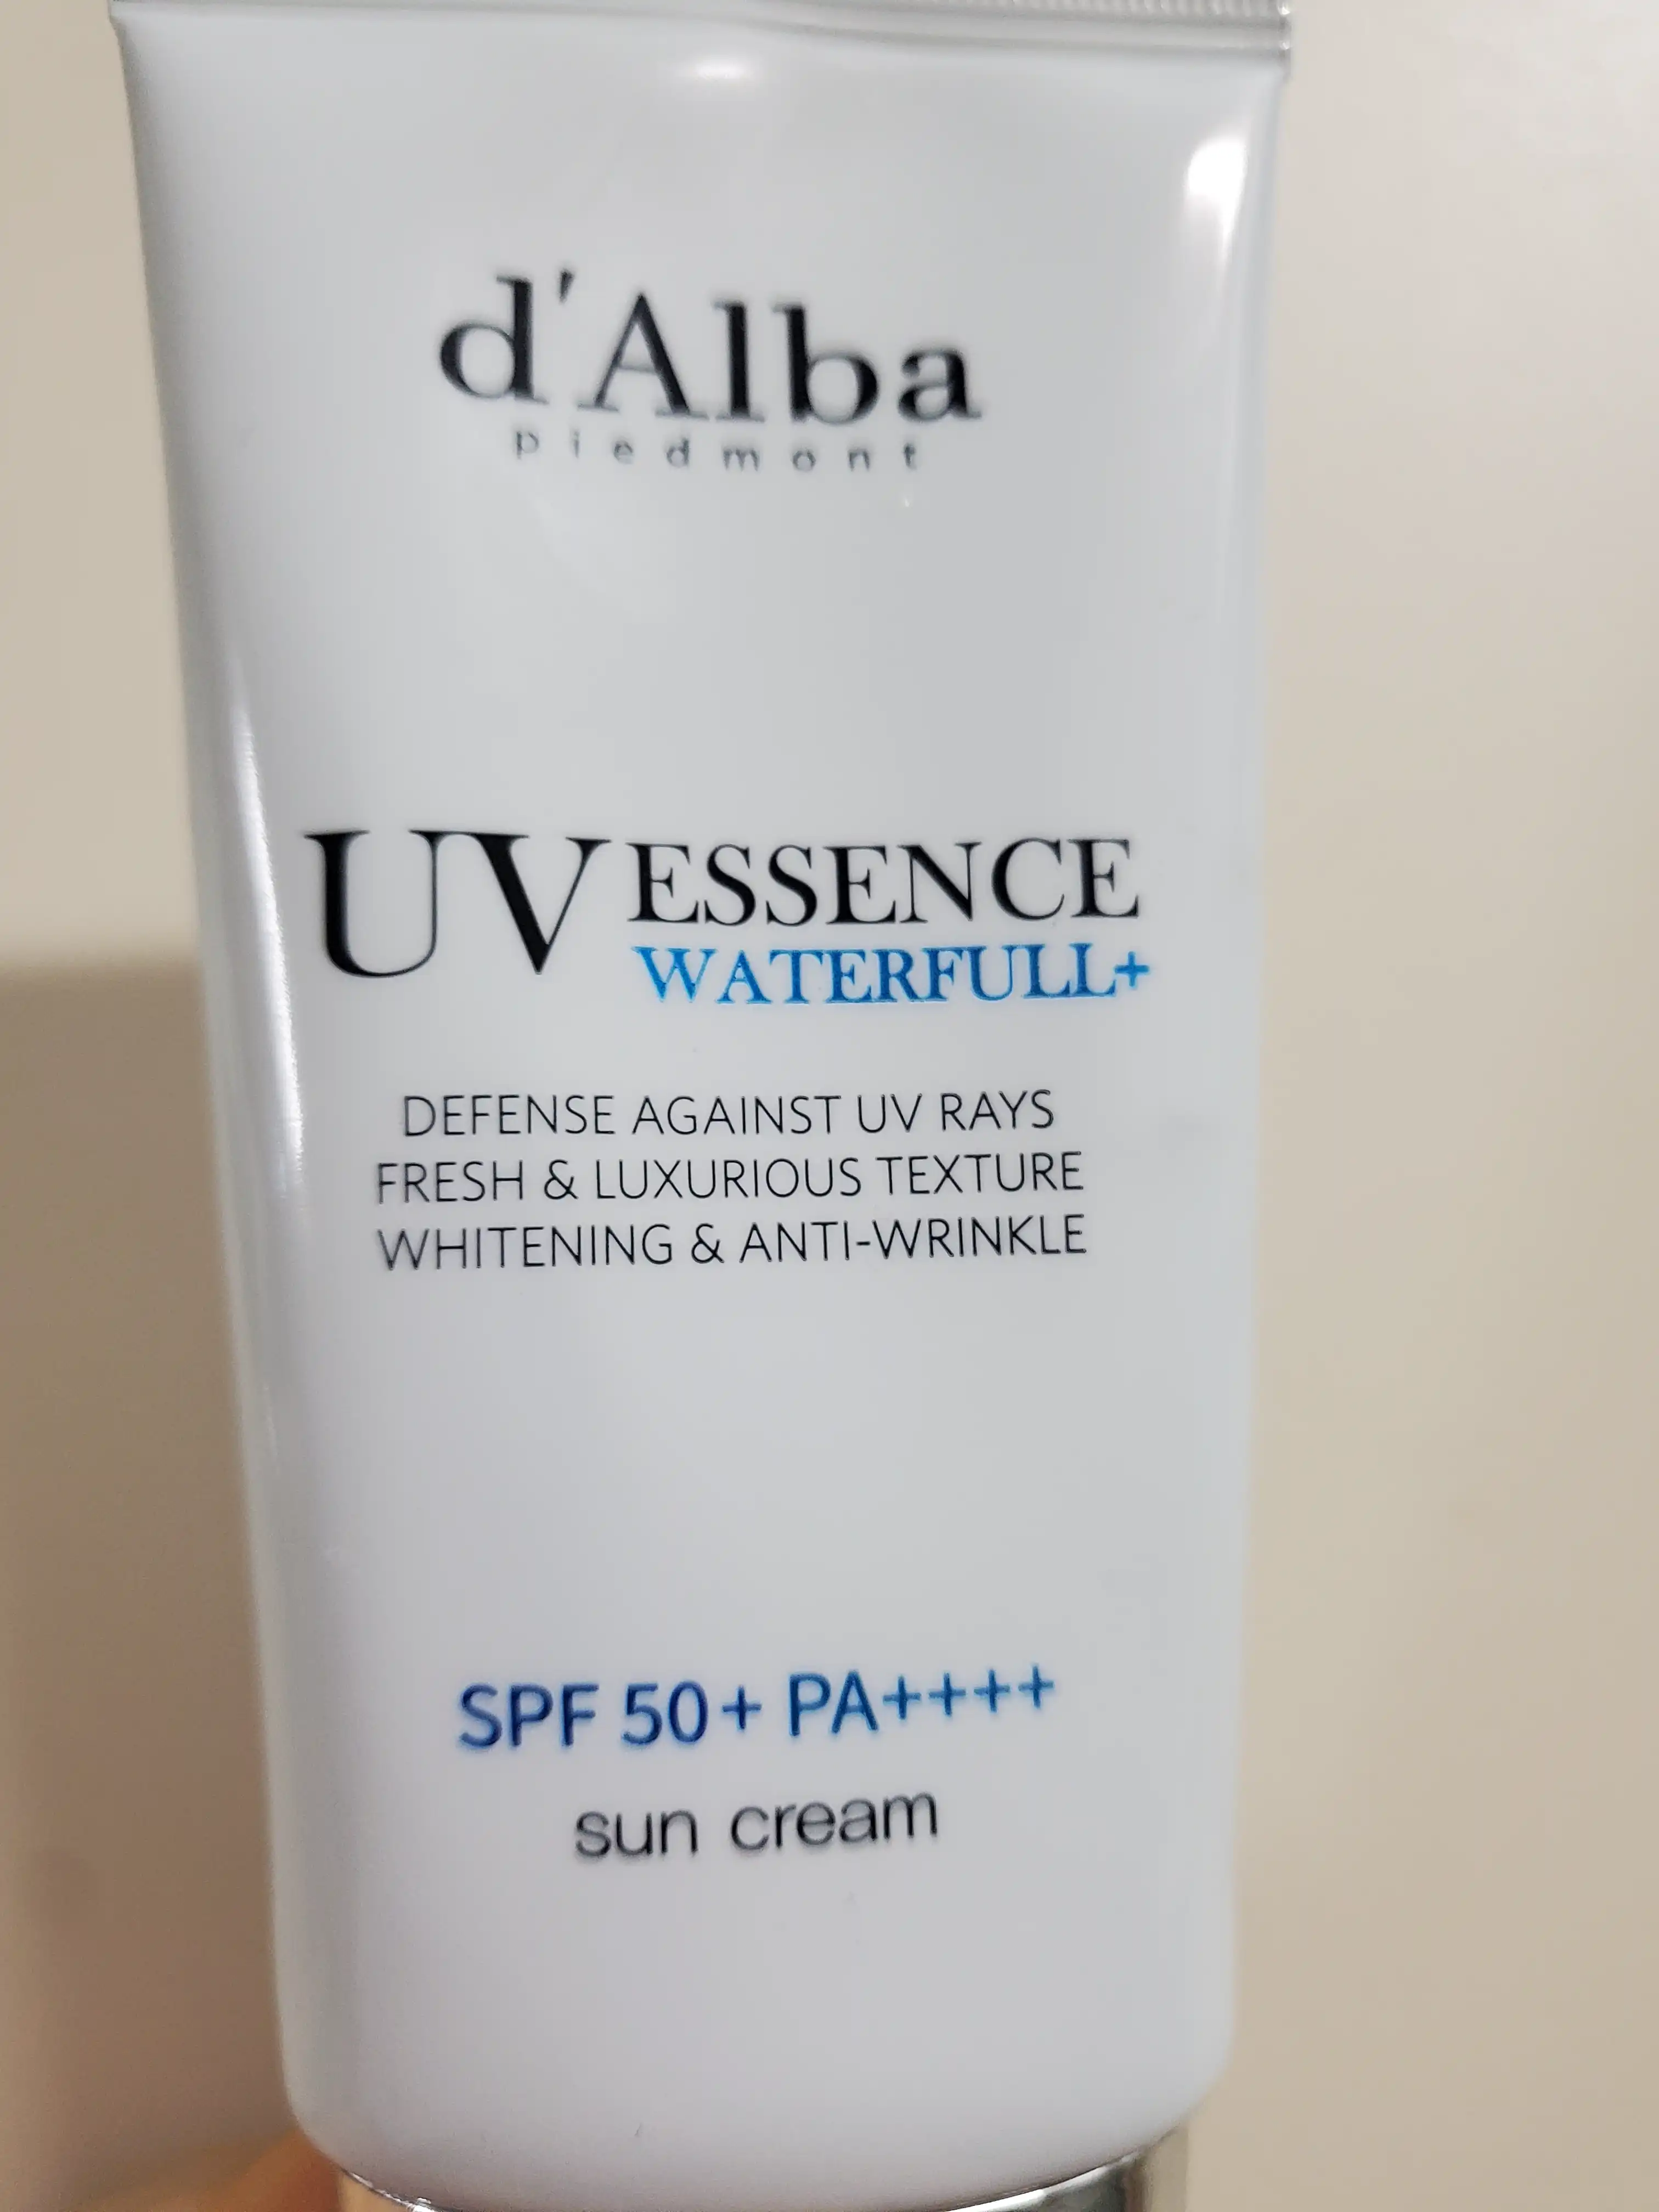 d'Alba
piedmont
UV ESSENCE
WATERFULL+
DEFENSE AGAINST UV RAYS
FRESH & LUXURIOUS TEXTURE
WHITENING & ANTI-WRINKLE
SPF 50+ PA++++
sun cream